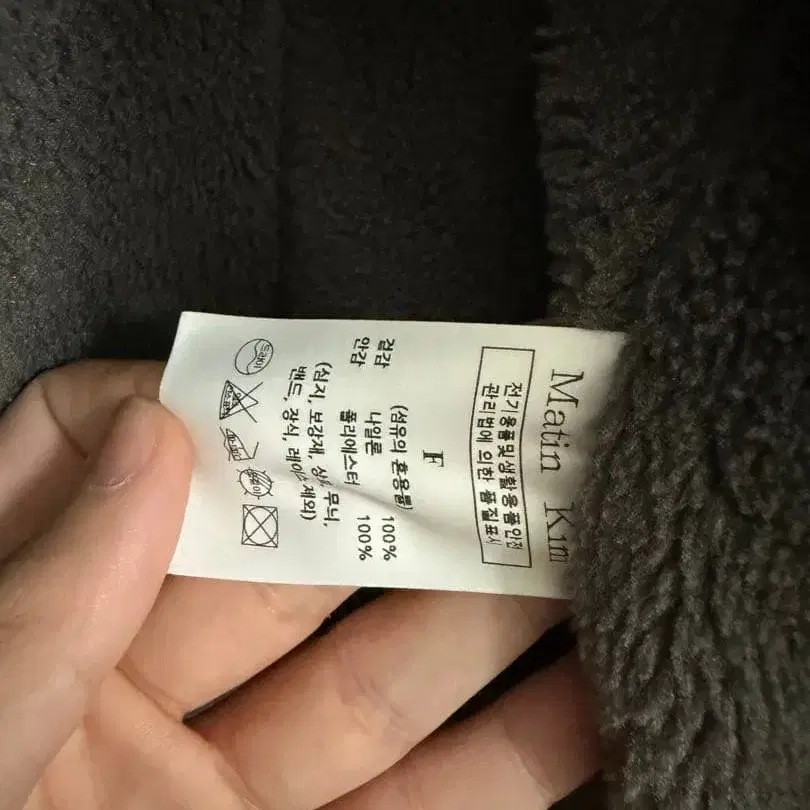 Matin Kim
전기용품및생활용품안전
관리법에 의한 품질표시
F
(섬유의 혼용률)
겉감 나일론 100%
안감 폴리에스터 100%
(심지, 보강재, 무늬,
밴드, 장식, 레이스 제외)
드라이